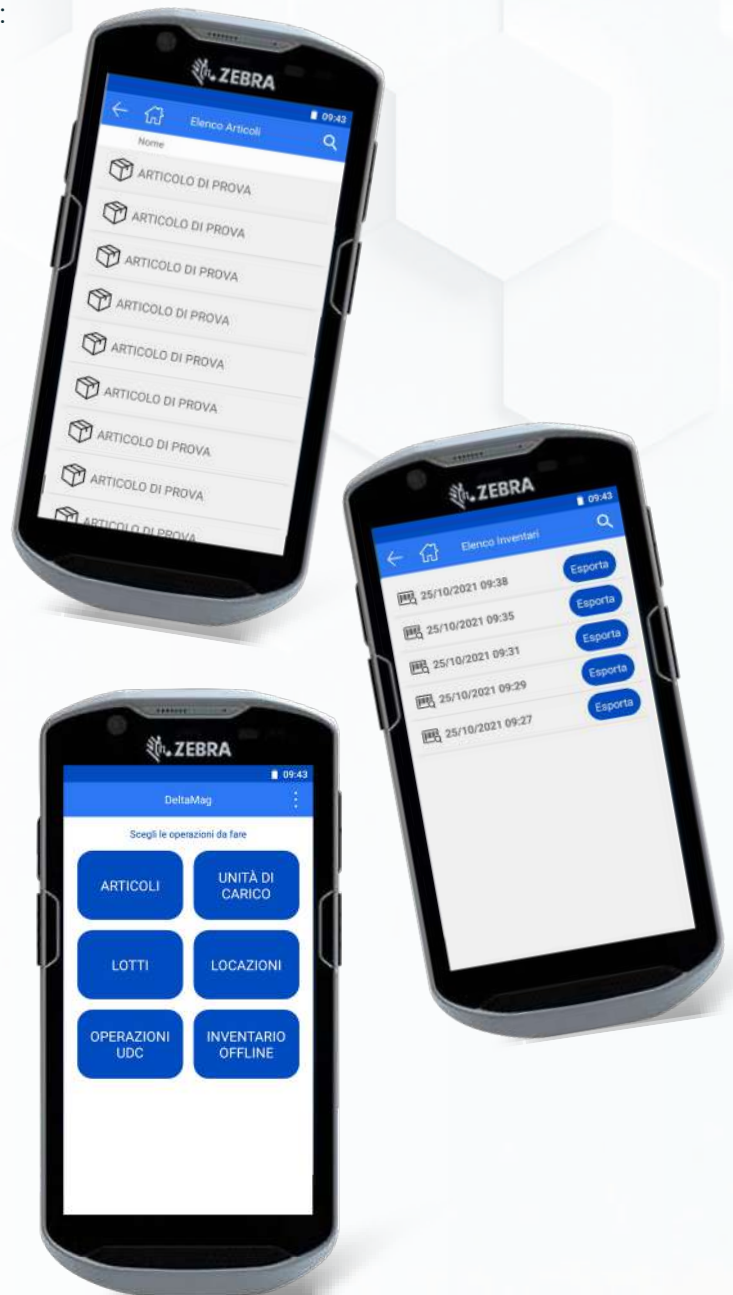 :
ZEBRA
09:43
Elenco Articoli
Nome
ARTICOLO DI PROVA
ARTICOLO DI PROVA
ARTICOLO DI PROVA
ARTICOLO DI PROVA
ARTICOLO DI PROVA
ARTICOLO DI PROVA
ARTICOLO DI PROVA
ARTICOLO DI PROVA
ARTICOLO DI PROVA
ZEBRA
09:43
Elenco Inventari
25/10/2021 09:38 Esporta
25/10/2021 09:35 Esporta
25/10/2021 09:31 Esporta
25/10/2021 09:29 Esporta
25/10/2021 09:27 Esporta
ZEBRA
09:43
DeltaMag
Scegli le operazioni da fare
ARTICOLI
UNITÀ DI
CARICO
LOTTI
LOCAZIONI
OPERAZIONI
UDC
INVENTARIO
OFFLINE